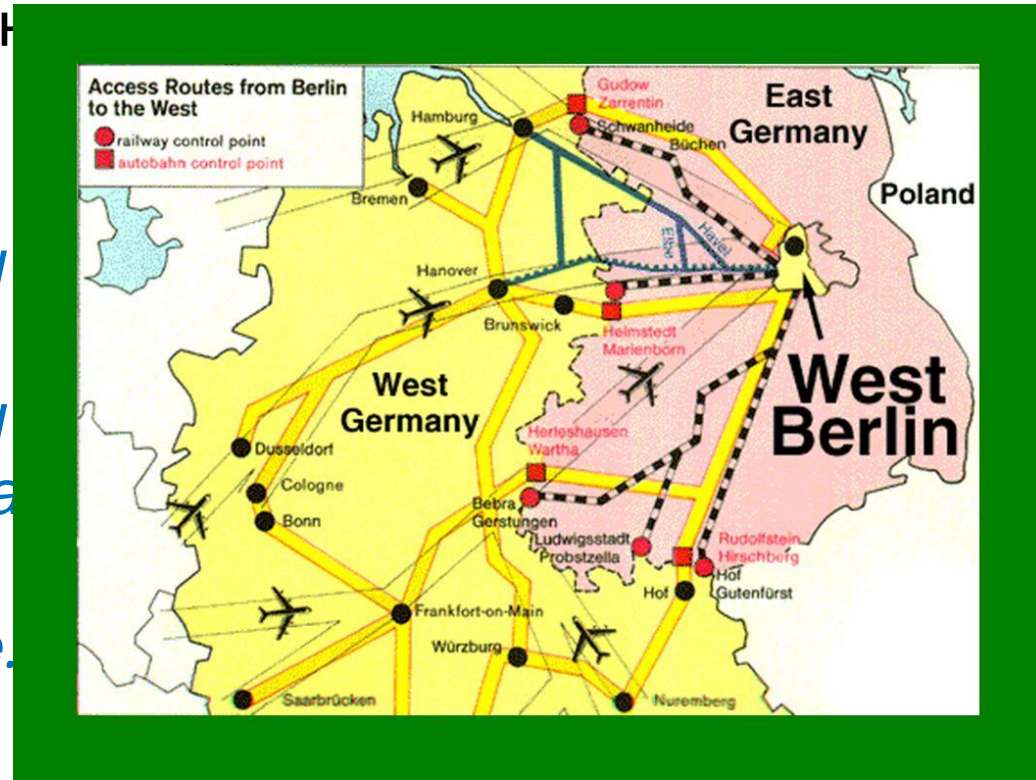 H
Access Routes from Berlin
to the West
railway control point
autobahn control point
Gudow
Zarrentin
Schwanheide
Büchen
East
Germany
Hamburg
Bremen
Poland
Elbe
Havel
Hanover
Brunswick
Helmstedt
Marienborn
West
Germany
West
Berlin
Herleshausen
Wartha
Dusseldorf
Cologne
Bonn
Bebra
Gerstungen
Ludwigsstadt
Probstzella
Rudolfstein
Hirschberg
Hof
Hof
Gutenfürst
Frankfort-on-Main
Würzburg
Saarbrücken
Nuremberg
e.